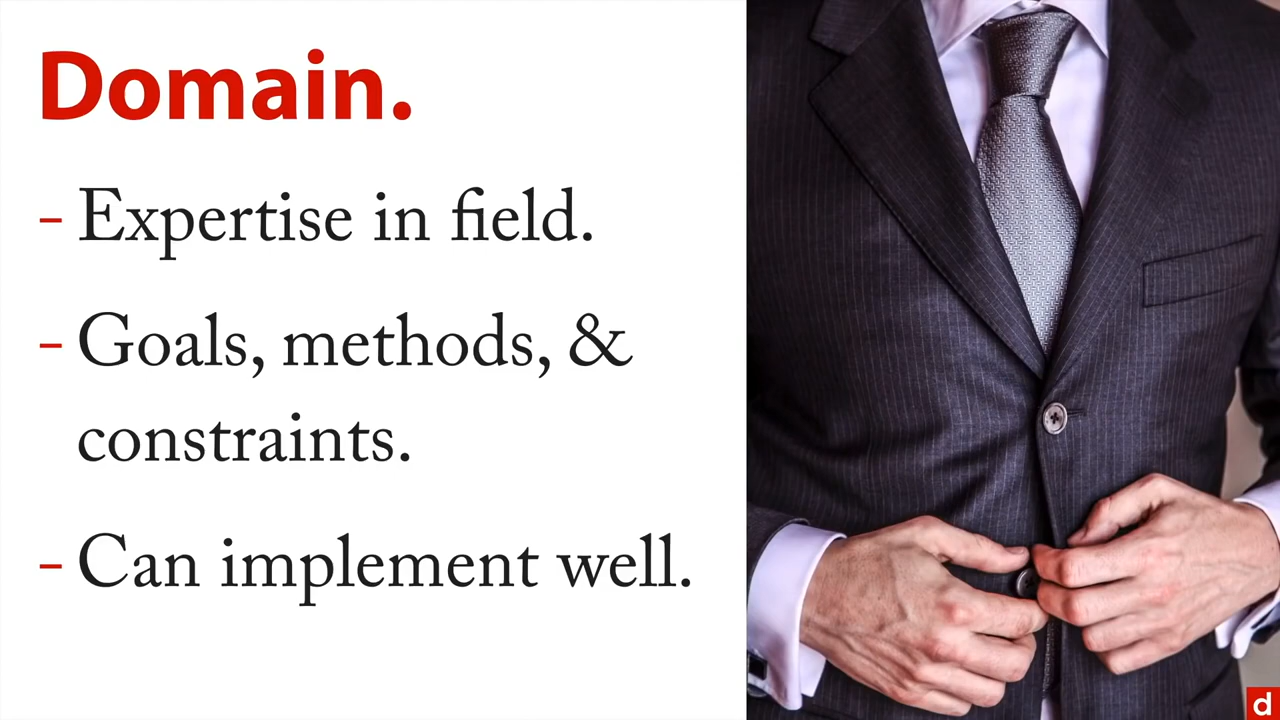 Domain.
- Expertise in field.
- Goals, methods, &
constraints.
- Can implement well.
d